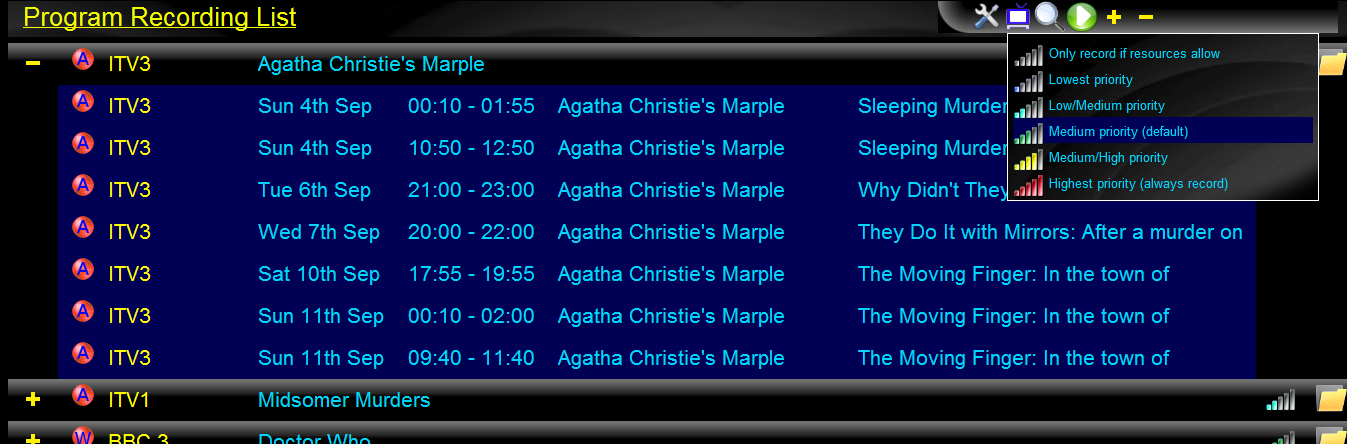 Program Recording List
Only record if resources allow
Lowest priority
Low/Medium priority
Medium priority (default)
Medium/High priority
Highest priority (always record)
A ITV3 Agatha Christie's Marple
A ITV3 Sun 4th Sep 00:10 - 01:55 Agatha Christie's Marple Sleeping Murder
A ITV3 Sun 4th Sep 10:50 - 12:50 Agatha Christie's Marple Sleeping Murder
A ITV3 Tue 6th Sep 21:00 - 23:00 Agatha Christie's Marple Why Didn't They
A ITV3 Wed 7th Sep 20:00 - 22:00 Agatha Christie's Marple They Do It with Mirrors: After a murder on
A ITV3 Sat 10th Sep 17:55 - 19:55 Agatha Christie's Marple The Moving Finger: In the town of
A ITV3 Sun 11th Sep 00:10 - 02:00 Agatha Christie's Marple The Moving Finger: In the town of
A ITV3 Sun 11th Sep 09:40 - 11:40 Agatha Christie's Marple The Moving Finger: In the town of
A ITV1 Midsomer Murders
W BBC 3 Doctor Who